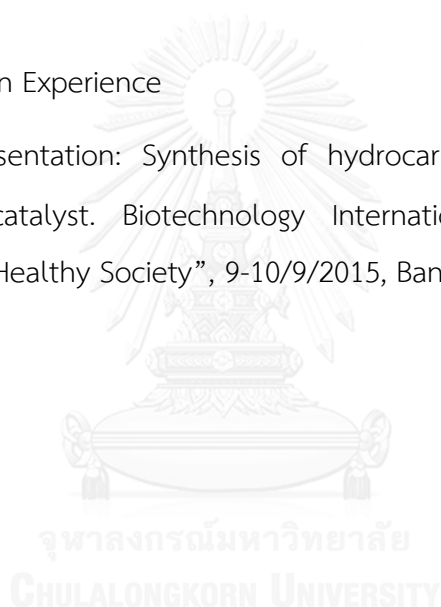 n Experience
sentation: Synthesis of hydrocar
catalyst. Biotechnology Internati
Healthy Society”, 9-10/9/2015, Ban
จุฬาลงกรณ์มหาวิทยาลัย
CHULALONGKORN UNIVERSITY